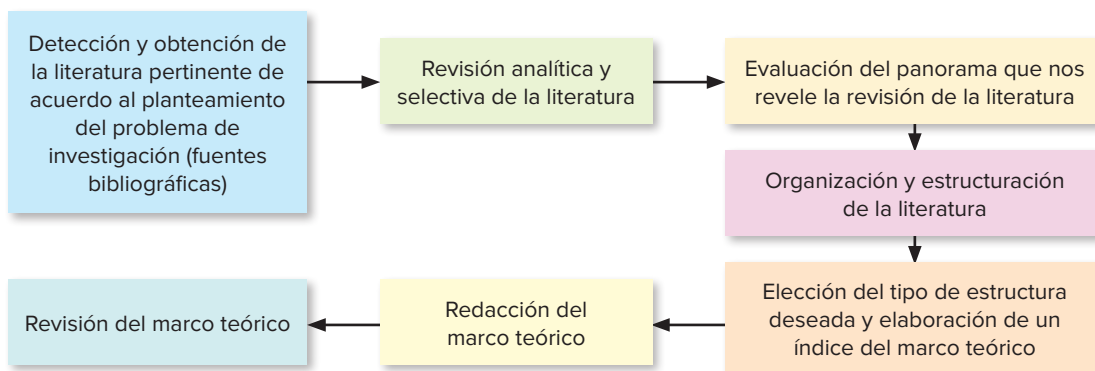 Detección y obtención de
la literatura pertinente de
acuerdo al planteamiento
del problema de
investigación (fuentes
bibliográficas)
Revisión analítica y
selectiva de la literatura
Evaluación del panorama que nos
revele la revisión de la literatura
Organización y estructuración
de la literatura
Elección del tipo de estructura
deseada y elaboración de un
índice del marco teórico
Redacción del
marco teórico
Revisión del marco teórico